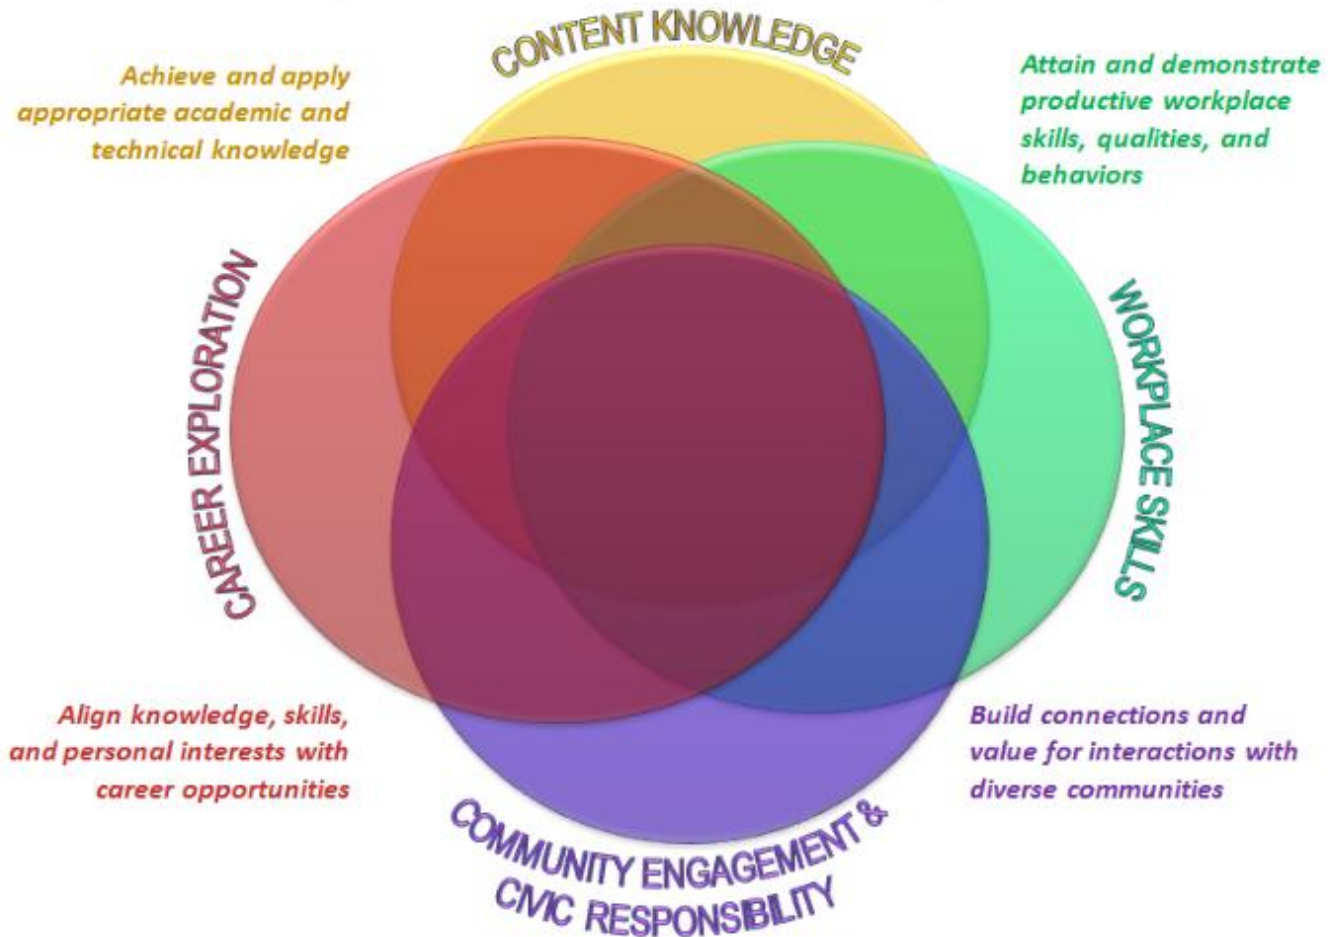 CONTENT KNOWLEDGE
Achieve and apply
appropriate academic and
technical knowledge
Attain and demonstrate
productive workplace
skills, qualities, and
behaviors
CAREER EXPLORATION
WORKPLACE SKILLS
Align knowledge, skills,
and personal interests with
career opportunities
Build connections and
value for interactions with
diverse communities
COMMUNITY ENGAGEMENT &
CIVIC RESPONSIBILITY